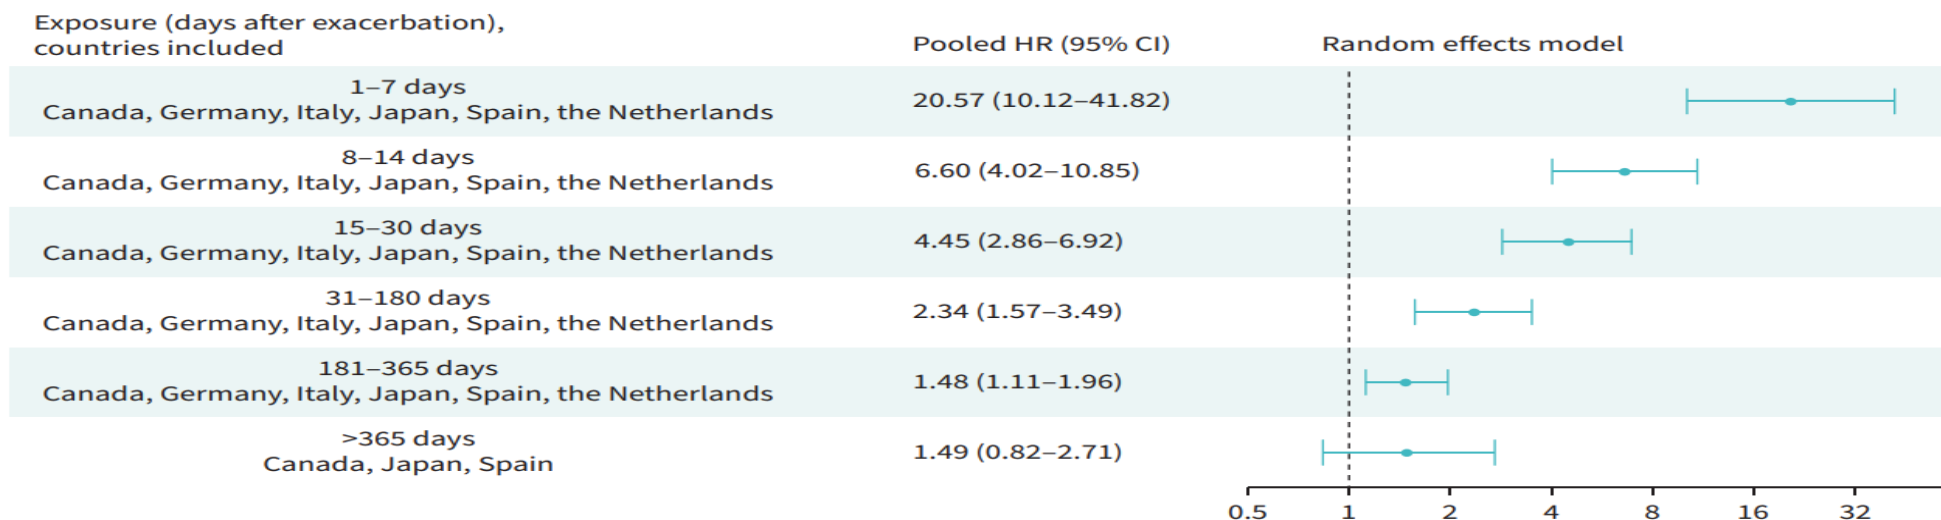 Exposure (days after exacerbation),
countries included
Pooled HR (95% CI)
Random effects model
1–7 days
Canada, Germany, Italy, Japan, Spain, the Netherlands
20.57 (10.12–41.82)
8–14 days
Canada, Germany, Italy, Japan, Spain, the Netherlands
6.60 (4.02–10.85)
15–30 days
Canada, Germany, Italy, Japan, Spain, the Netherlands
4.45 (2.86–6.92)
31–180 days
Canada, Germany, Italy, Japan, Spain, the Netherlands
2.34 (1.57–3.49)
181–365 days
Canada, Germany, Italy, Japan, Spain, the Netherlands
1.48 (1.11–1.96)
>365 days
Canada, Japan, Spain
1.49 (0.82–2.71)
0.5 1 2 4 8 16 32